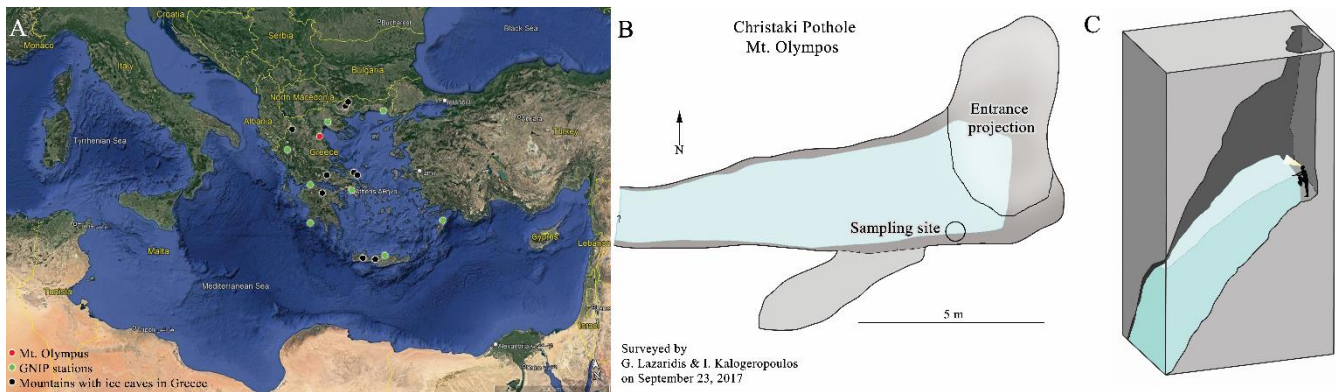 A
Croatia
Bucharest
Monaco
Serbia
Black Sea
Italy
Bulgaria
North Macedonia
Istanbul
Albania
Tyrrhenian Sea
Turkey
Greece
Athens
Tunisia
Malta
Cyprus
Lebanon
Mediterranean Sea
Israel
Alexandria
N
Mt. Olympus
GNIP stations
Mountains with ice caves in Greece
B
Christaki Pothole
Mt. Olympos
N
Entrance
projection
?
Sampling site
5 m
Surveyed by
G. Lazaridis & I. Kalogeropoulos
on September 23, 2017
C